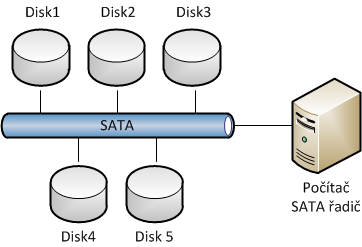 Disk1
Disk2
Disk3
SATA
Počítač
SATA řadič
Disk4
Disk 5